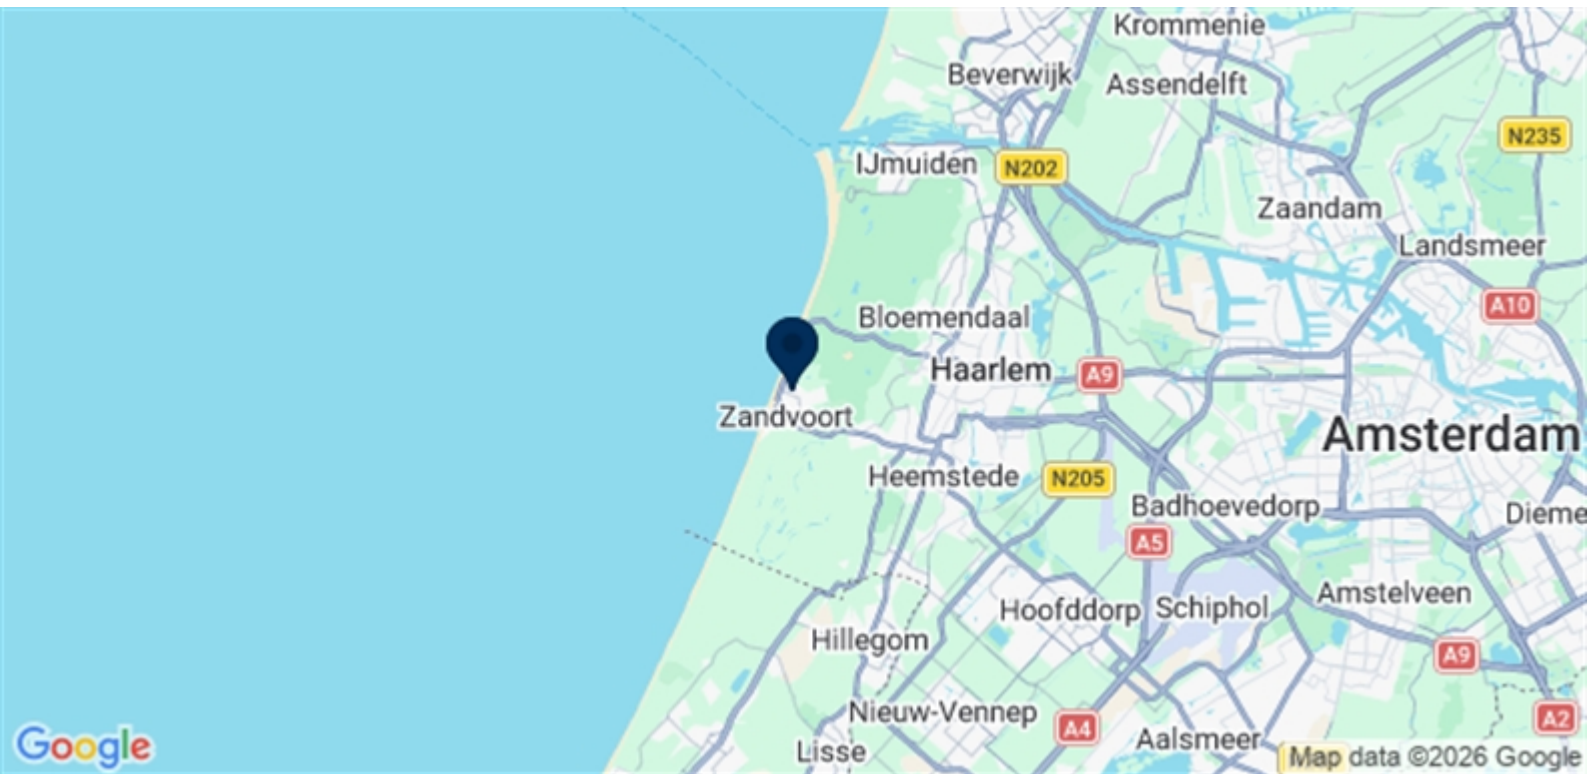 Krommenie
Beverwijk
Assendelft
N235
IJmuiden
N202
Zaandam
Landsmeer
A10
Bloemendaal
Haarlem
A9
Zandvoort
Amsterdam
Heemstede
N205
Badhoevedorp
Dieme
A5
Amstelveen
Hoofddorp
Schiphol
Hillegom
A9
Nieuw-Vennep
A4
A2
Aalsmeer
Lisse
Google
Map data ©2026 Google